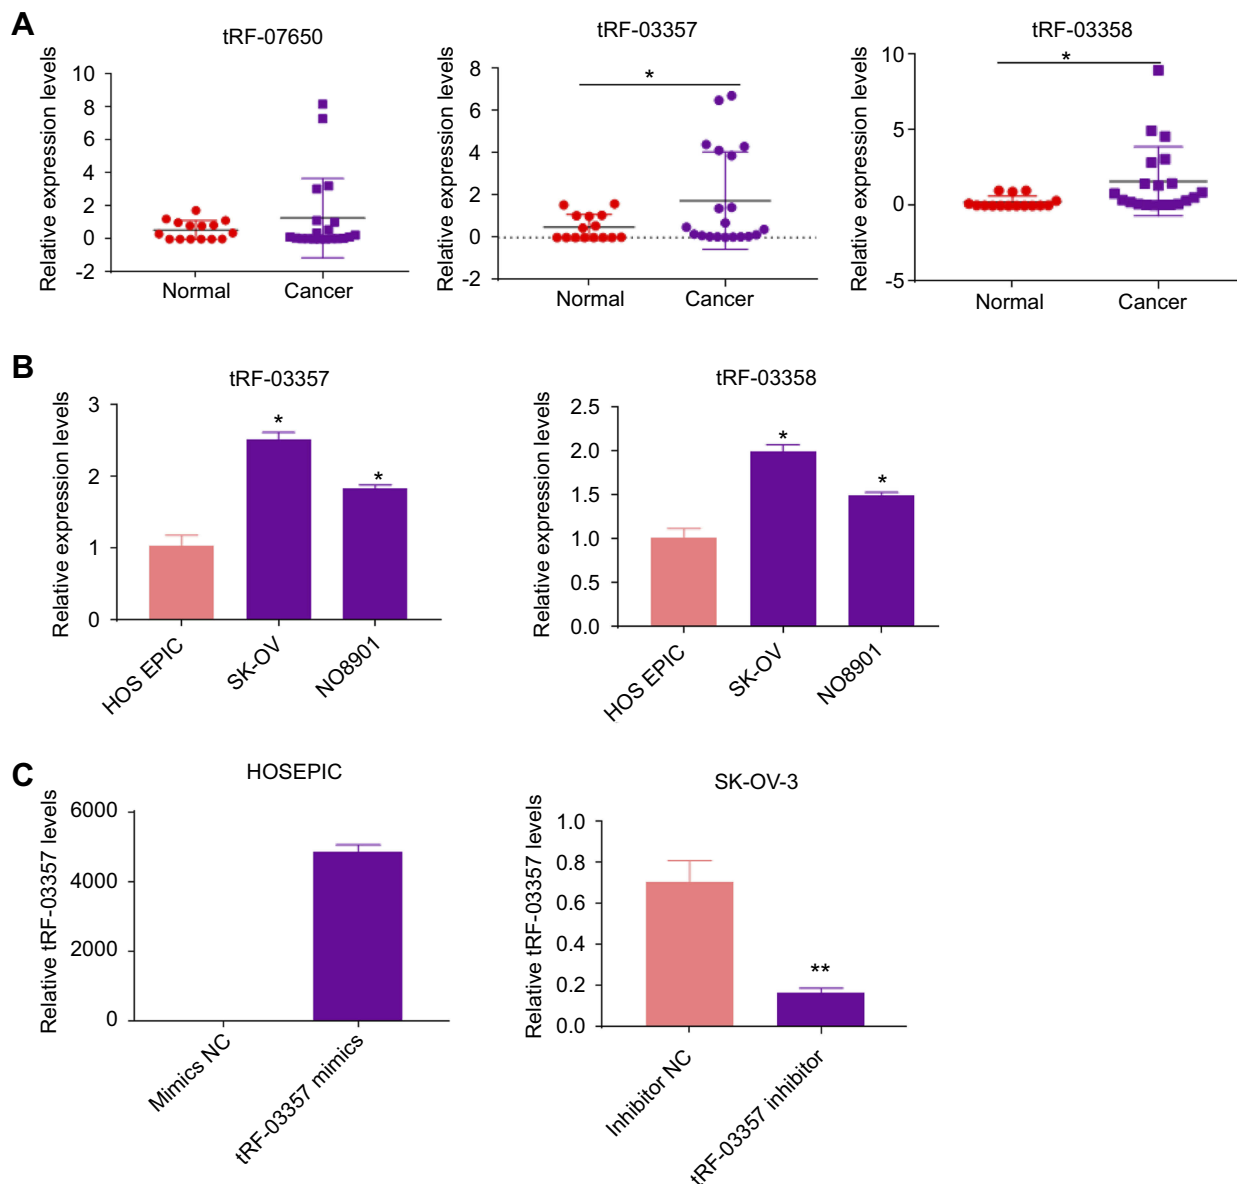 A
tRF-07650
Relative expression levels
10
8
6
4
2
0
-2
Normal
Cancer
tRF-03357
Relative expression levels
8
6
4
2
0
-2
*
Normal
Cancer
tRF-03358
Relative expression levels
10
5
0
-5
*
Normal
Cancer
B
tRF-03357
Relative expression levels
3
2
1
0
*
*
HOS EPIC
SK-OV
NO8901
tRF-03358
Relative expression levels
2.5
2.0
1.5
1.0
0.5
0.0
*
*
HOS EPIC
SK-OV
NO8901
C
HOSEPIC
Relative tRF-03357 levels
6000
4000
2000
0
Mimics NC
tRF-03357 mimics
SK-OV-3
Relative tRF-03357 levels
1.0
0.8
0.6
0.4
0.2
0.0
**
Inhibitor NC
tRF-03357 inhibitor